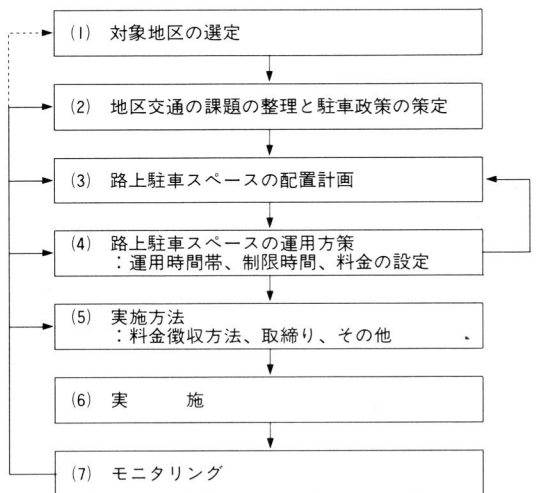 (1) 対象地区の選定
(2) 地区交通の課題の整理と駐車政策の策定
(3) 路上駐車スペースの配置計画
(4) 路上駐車スペースの運用方策
：運用時間帯、制限時間、料金の設定
(5) 実施方法
：料金徴収方法、取締り、その他
(6) 実　　施
(7) モニタリング